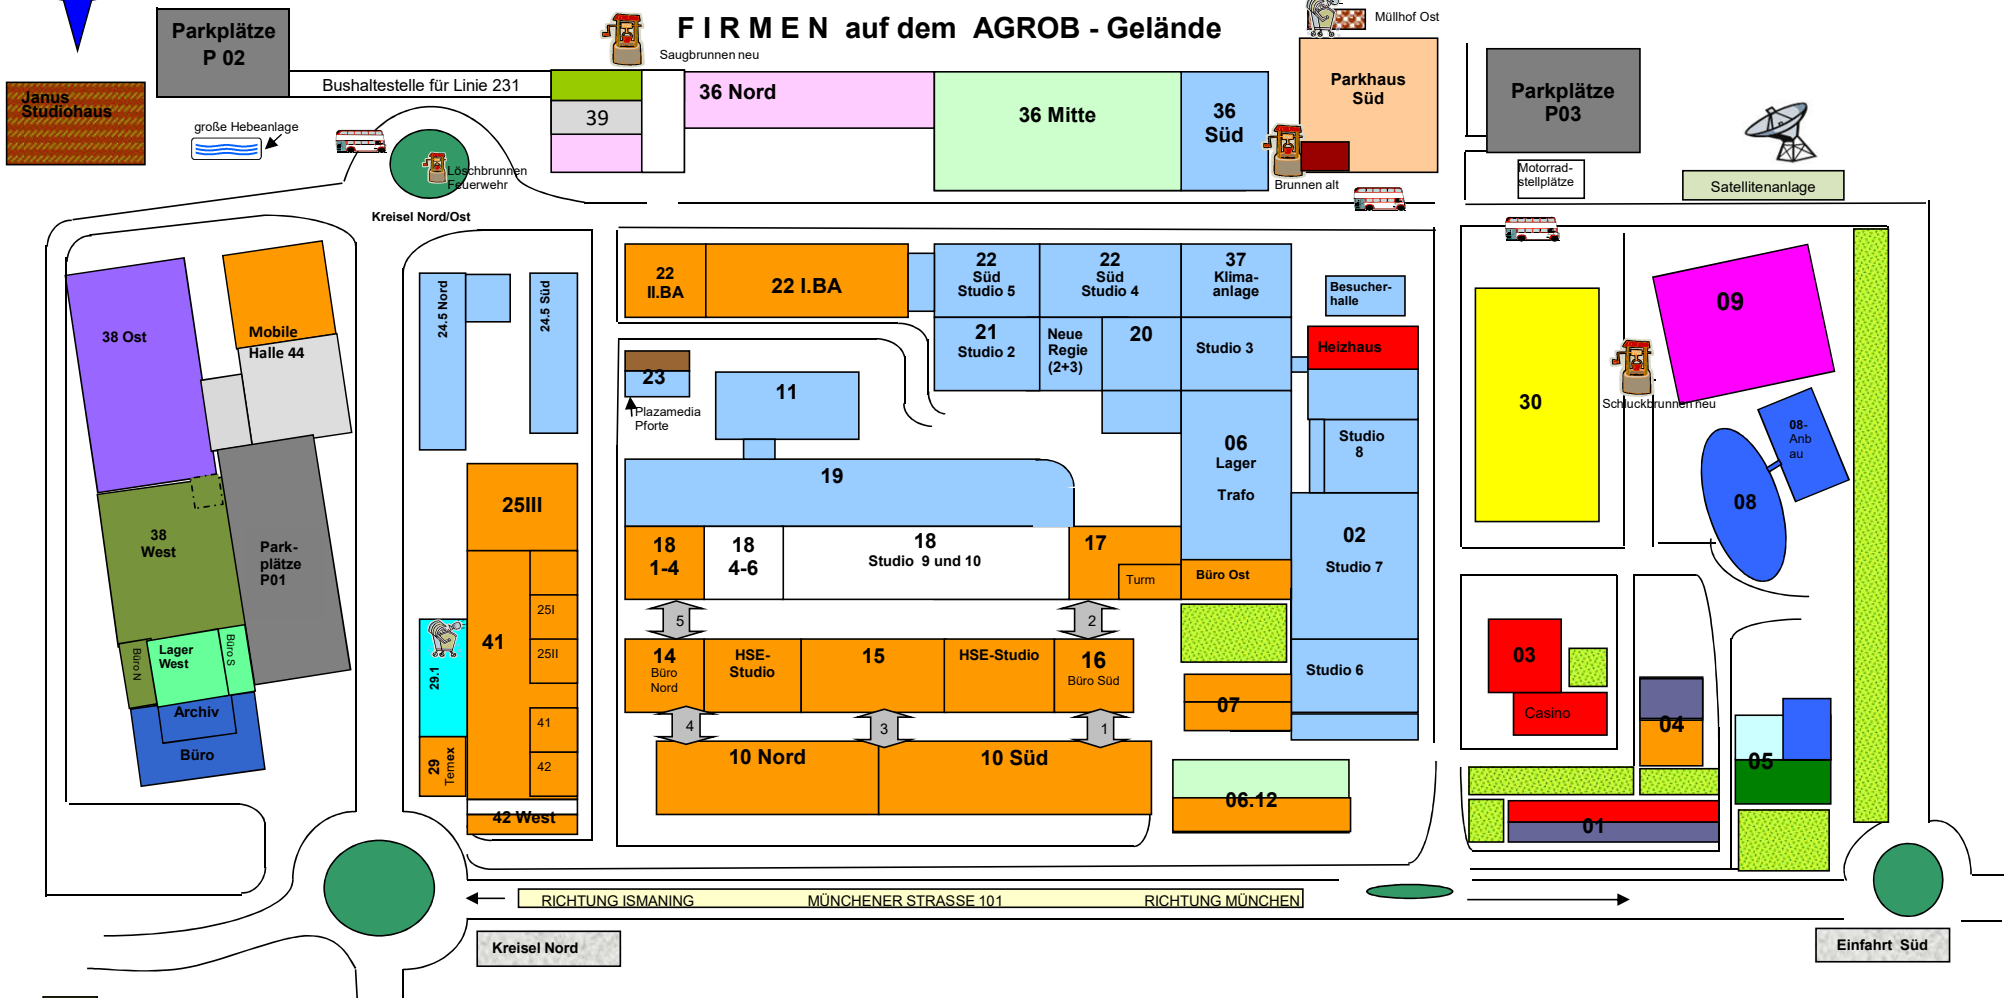 FIRMEN auf dem AGROB - Gelände
Parkplätze
P 02
Saugbrunnen neu
Müllhof Ost
Bushaltestelle für Linie 231
Janus
Studiohaus
große Hebeanlage
39
36 Nord
36 Mitte
36
Süd
Parkhaus
Süd
Parkplätze
P03
Löschbrunnen
Feuerwehr
Brunnen alt
Motorrad-
stellplätze
Satellitenanlage
Kreisel Nord/Ost
38 Ost
Mobile
Halle 44
24.5 Nord
24.5 Süd
22
II.BA
22 I.BA
22
Süd
Studio 5
22
Süd
Studio 4
37
Klima-
anlage
Besucher-
halle
21
Studio 2
Neue
Regie
(2+3)
20
Studio 3
Heizhaus
23
Plazamedia
Pforte
11
30
09
Schluckbrunnen neu
08-
Anb
au
08
06
Lager
Trafo
Studio
8
19
25III
38
West
Park-
plätze
P01
18
1-4
18
4-6
18
Studio 9 und 10
17
Turm
Büro Ost
02
Studio 7
25I
25II
41
41
42
29.1
29
Temex
42 West
Büro N
Lager
West
Büro S
Archiv
Büro
5
2
14
Büro
Nord
HSE-
Studio
15
HSE-Studio
16
Büro Süd
Studio 6
07
4
3
1
10 Nord
10 Süd
06.12
03
Casino
04
05
01
RICHTUNG ISMANING
MÜNCHENER STRASSE 101
RICHTUNG MÜNCHEN
Kreisel Nord
Einfahrt Süd